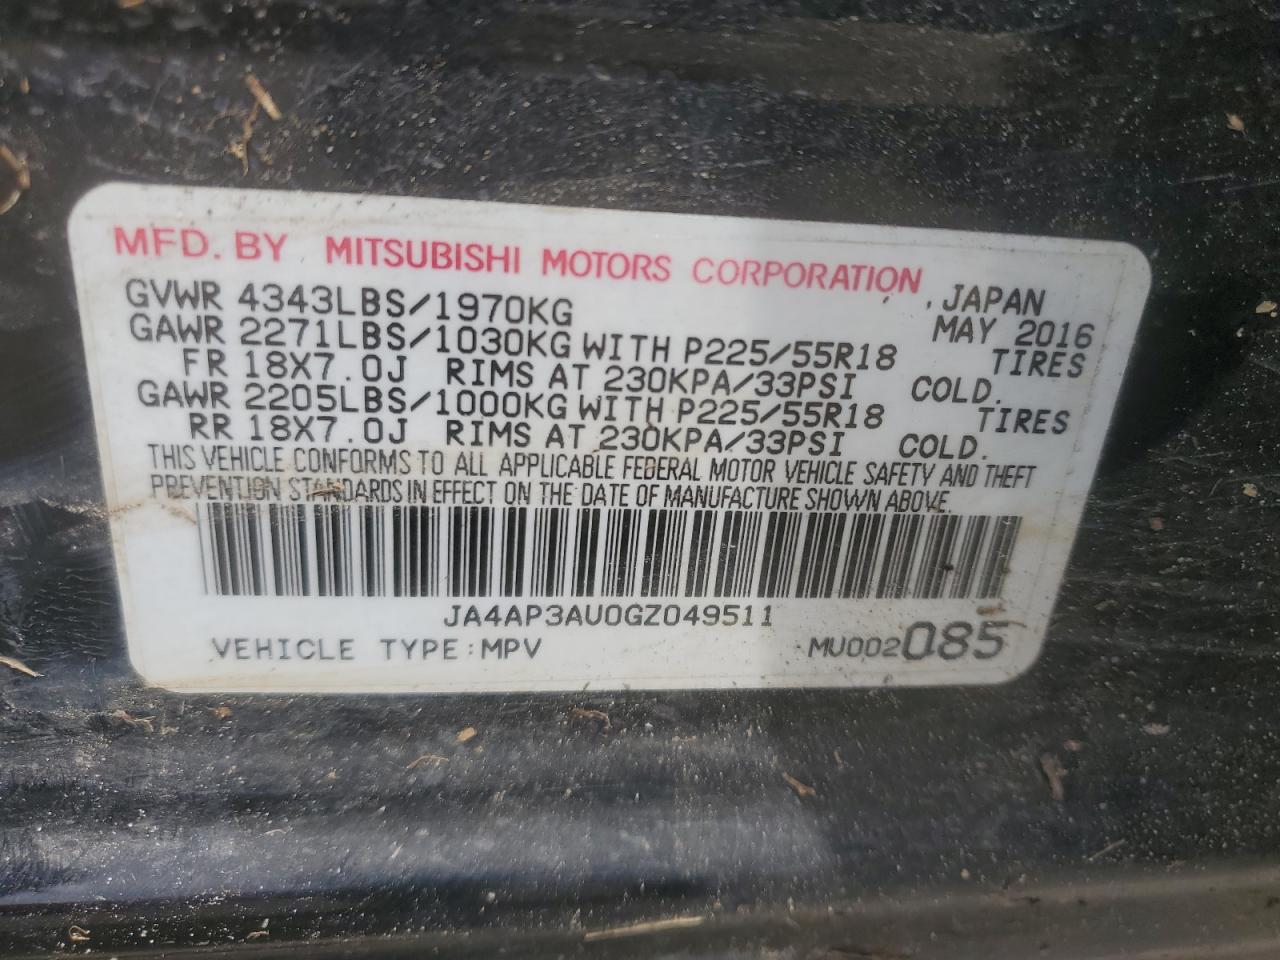 MFD. BY MITSUBISHI MOTORS CORPORATION, JAPAN
GVWR 4343LBS/1970KG MAY 2016
GAWR 2271LBS/1030KG WITH P225/55R18 TIRES
FR 18X7.0J RIMS AT 230KPA/33PSI COLD.
GAWR 2205LBS/1000KG WITH P225/55R18 TIRES
RR 18X7.0J RIMS AT 230KPA/33PSI COLD.
THIS VEHICLE CONFORMS TO ALL APPLICABLE FEDERAL MOTOR VEHICLE SAFETY AND THEFT
PREVENTION STANDARDS IN EFFECT ON THE DATE OF MANUFACTURE SHOWN ABOVE.
JA4AP3AU0GZ049511
VEHICLE TYPE:MPV MU002085